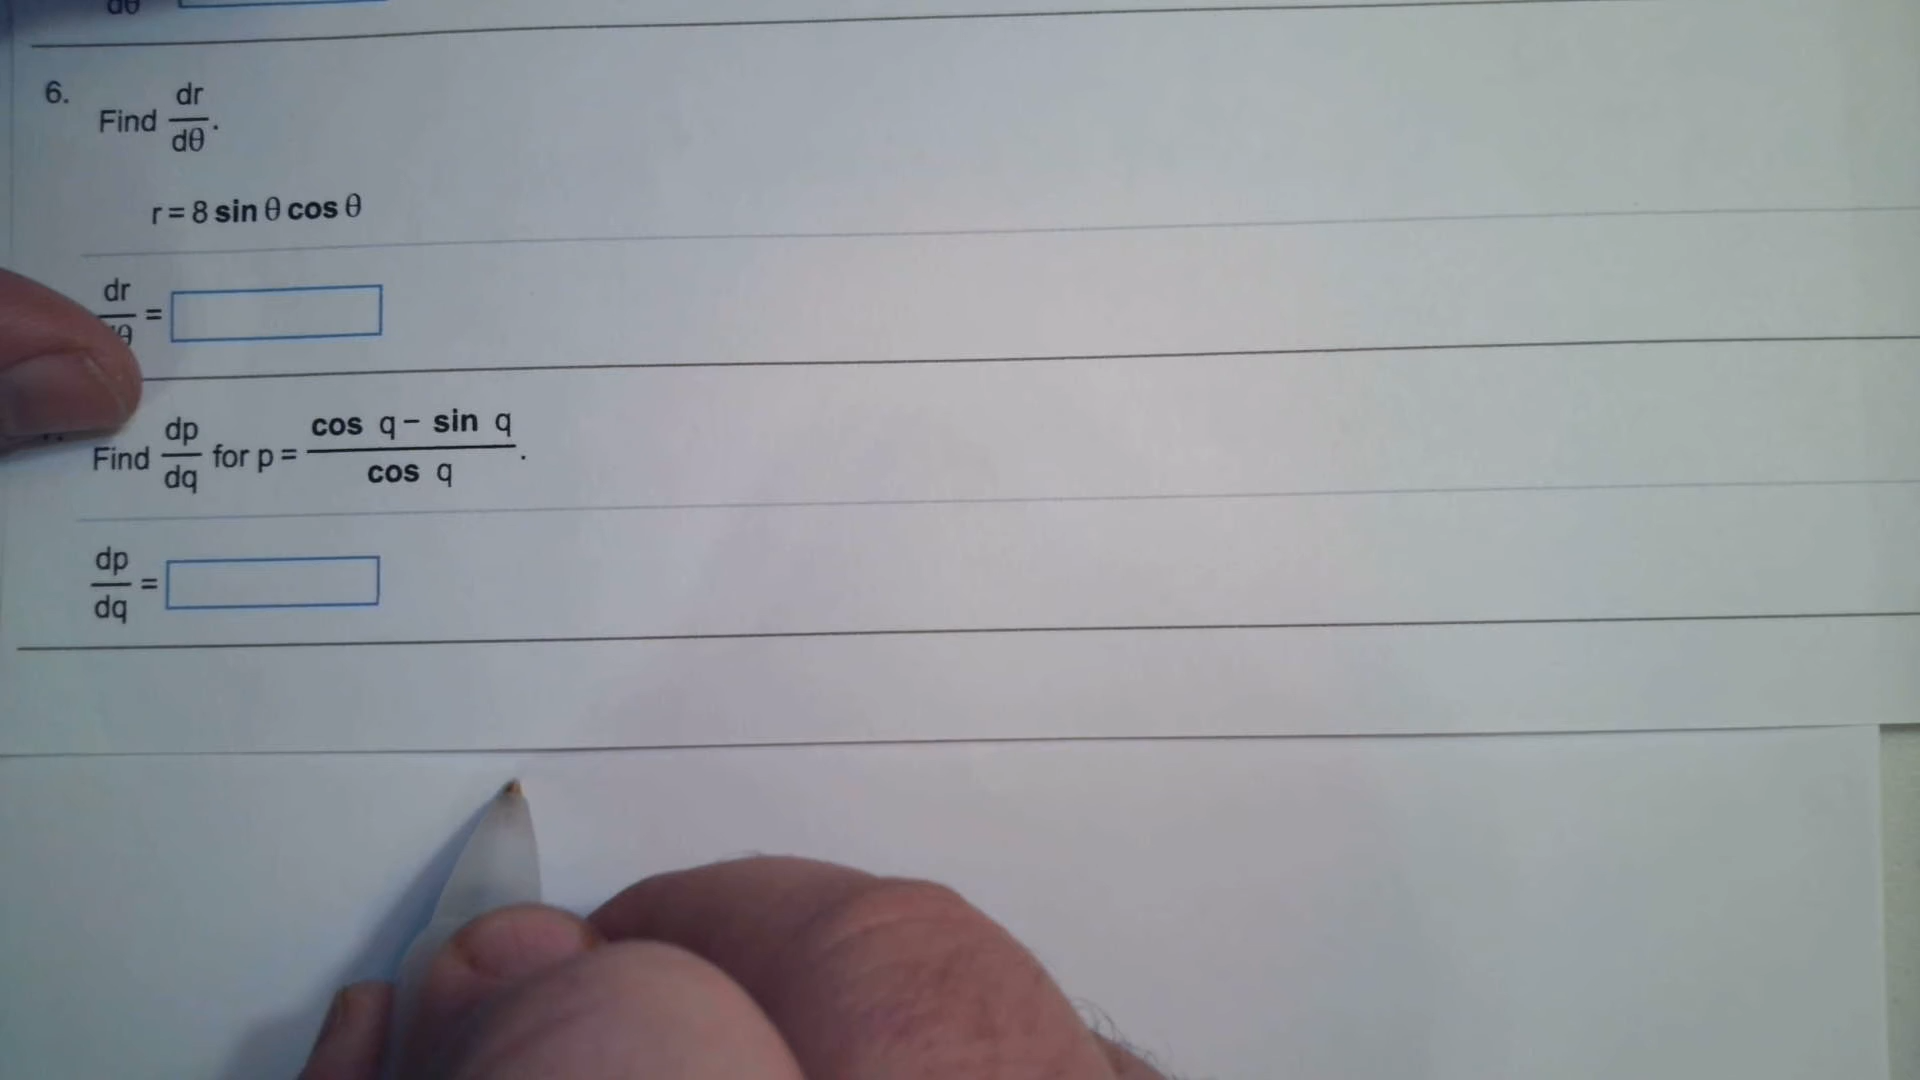 dθ
6.
Find dr/dθ.
r = 8 sin θ cos θ
dr/θ =
Find dp/dq for p = (cos q − sin q)/(cos q).
dp/dq =